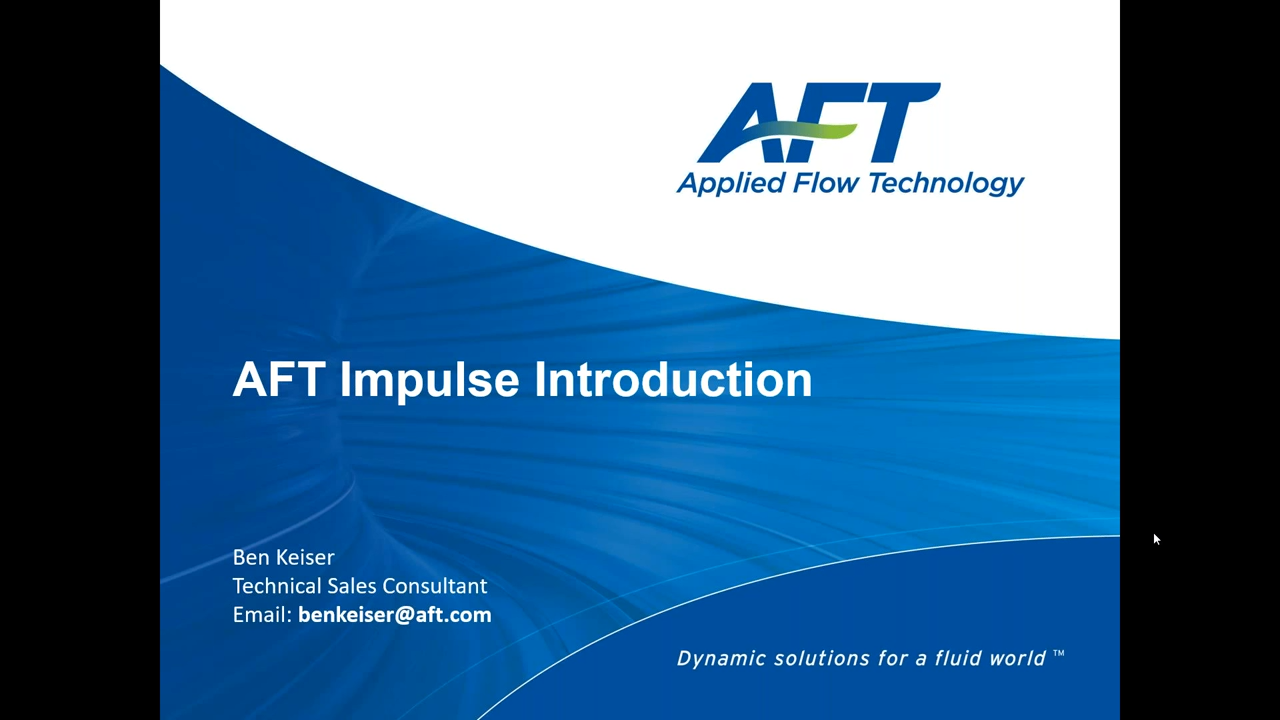 AFT
Applied Flow Technology
AFT Impulse Introduction
Ben Keiser
Technical Sales Consultant
Email: benkeiser@aft.com
Dynamic solutions for a fluid world ™